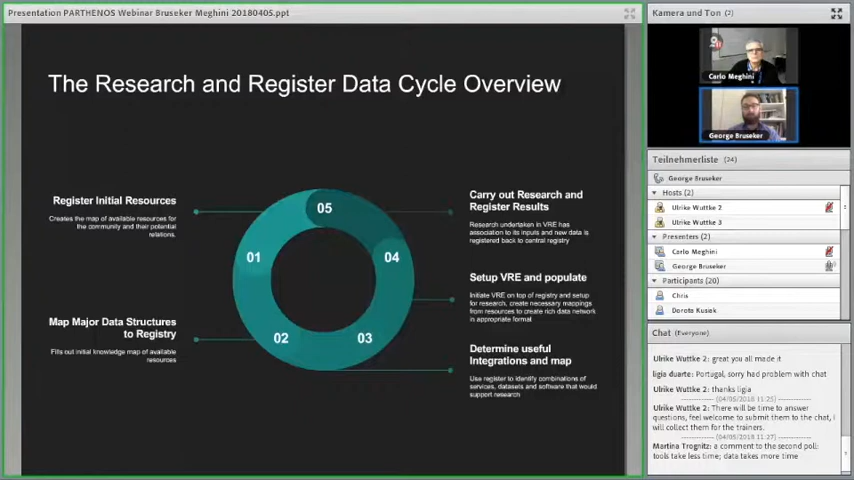 Presentation PARTHENOS Webinar Bruseker Meghini 20180405.ppt
The Research and Register Data Cycle Overview
Register Initial Resources
Creates the map of available resources for
the community and their potential
relations.
Map Major Data Structures
to Registry
Fills out initial knowledge map of available
resources
05
01
04
02
03
Carry out Research and
Register Results
Research undertaken in VRE has
association to its inputs and new data is
registered back to central registry
Setup VRE and populate
Initiate VRE on top of registry and setup
for research, create necessary mappings
from resources to create rich data network
in appropriate format
Determine useful
Integrations and map
Use register to identify combinations of
services, datasets and software that would
support research
Kamera und Ton (2)
Carlo Meghini
George Bruseker
Teilnehmerliste (24)
George Bruseker
Hosts (2)
Ulrike Wuttke 2
Ulrike Wuttke 3
Presenters (2)
Carlo Meghini
George Bruseker
Participants (20)
Chris
Dorota Kusiek
Chat (Everyone)
Ulrike Wuttke 2: great you all made it
ligia duarte: Portugal, sorry had problem with chat
Ulrike Wuttke 2: thanks ligia
------------ (04/05/2018 11:25) ------------
Ulrike Wuttke 2: There will be time to answer
questions, feel welcome to submit them to the chat, i
will collect them for the trainers.
------------ (04/05/2018 11:27) ------------
Martina Trognitz: a comment to the second poll:
tools take less time; data takes more time